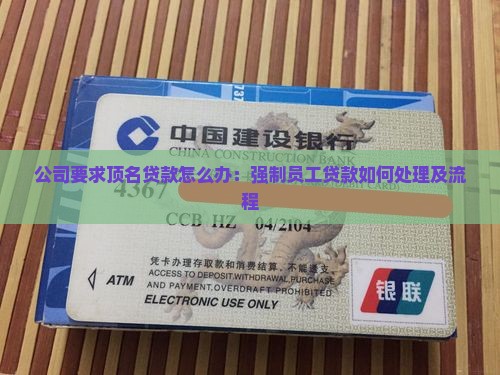 中国建设银行
CHINA CONSTRUCTION BANK
公司要求顶名贷款怎么办：强制员工贷款如何处理及流
程
4367
CCB HZ 04/2104
凭卡办理存取款和消费结算，不能透支。
ACCESS TO DEPOSIT.WITHDRAWAL.PURCHASE
AND PAYMENT.OVERDRAFT PROHIBITED.
ATM
ELECTRONIC USE ONLY
银联